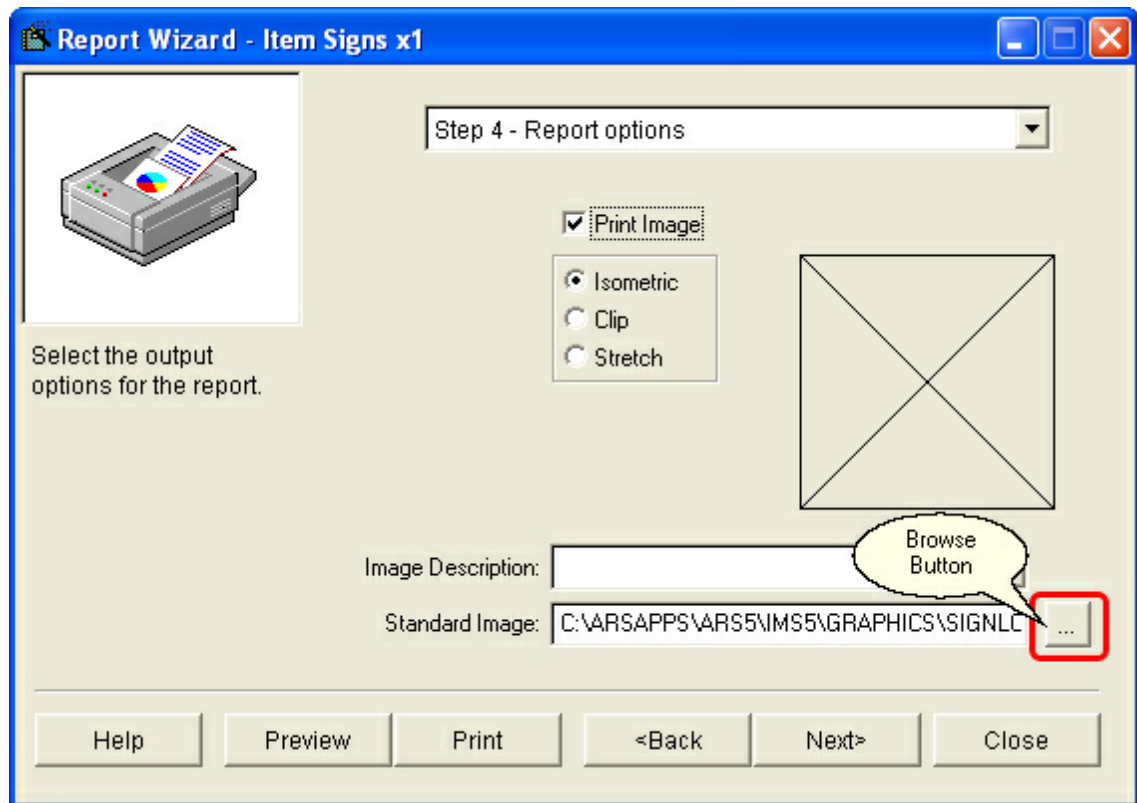 Report Wizard - Item Signs x1
Step 4 - Report options
Print Image
Isometric
Clip
Stretch
Select the output
options for the report.
Browse
Button
Image Description:
Standard Image: C:\ARSAPPS\ARS5\IMS5\GRAPHICS\SIGNLC ...
Help Preview Print <Back Next> Close